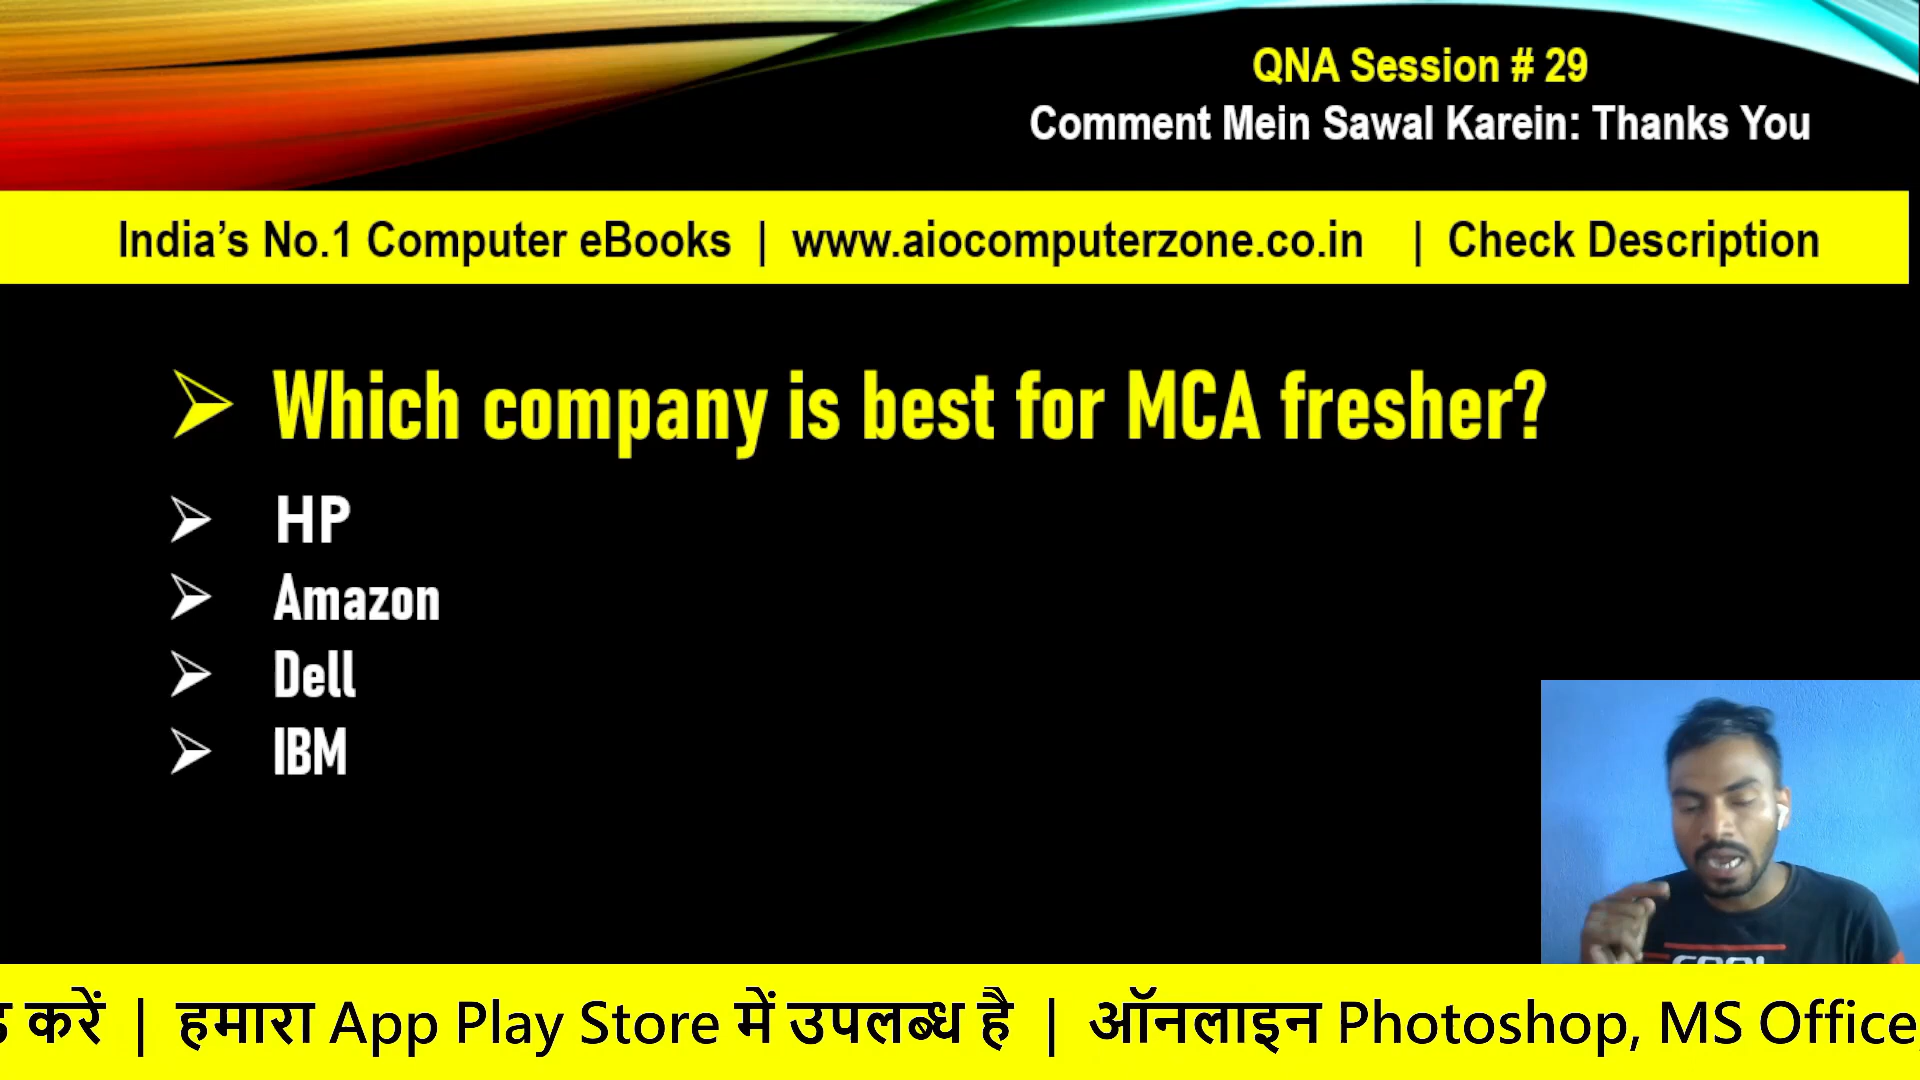 QNA Session # 29
Comment Mein Sawal Karein: Thanks You
India’s No.1 Computer eBooks | www.aiocomputerzone.co.in | Check Description
Which company is best for MCA fresher?
HP
Amazon
Dell
IBM
करें | हमारा App Play Store में उपलब्ध है | ऑनलाइन Photoshop, MS Office,